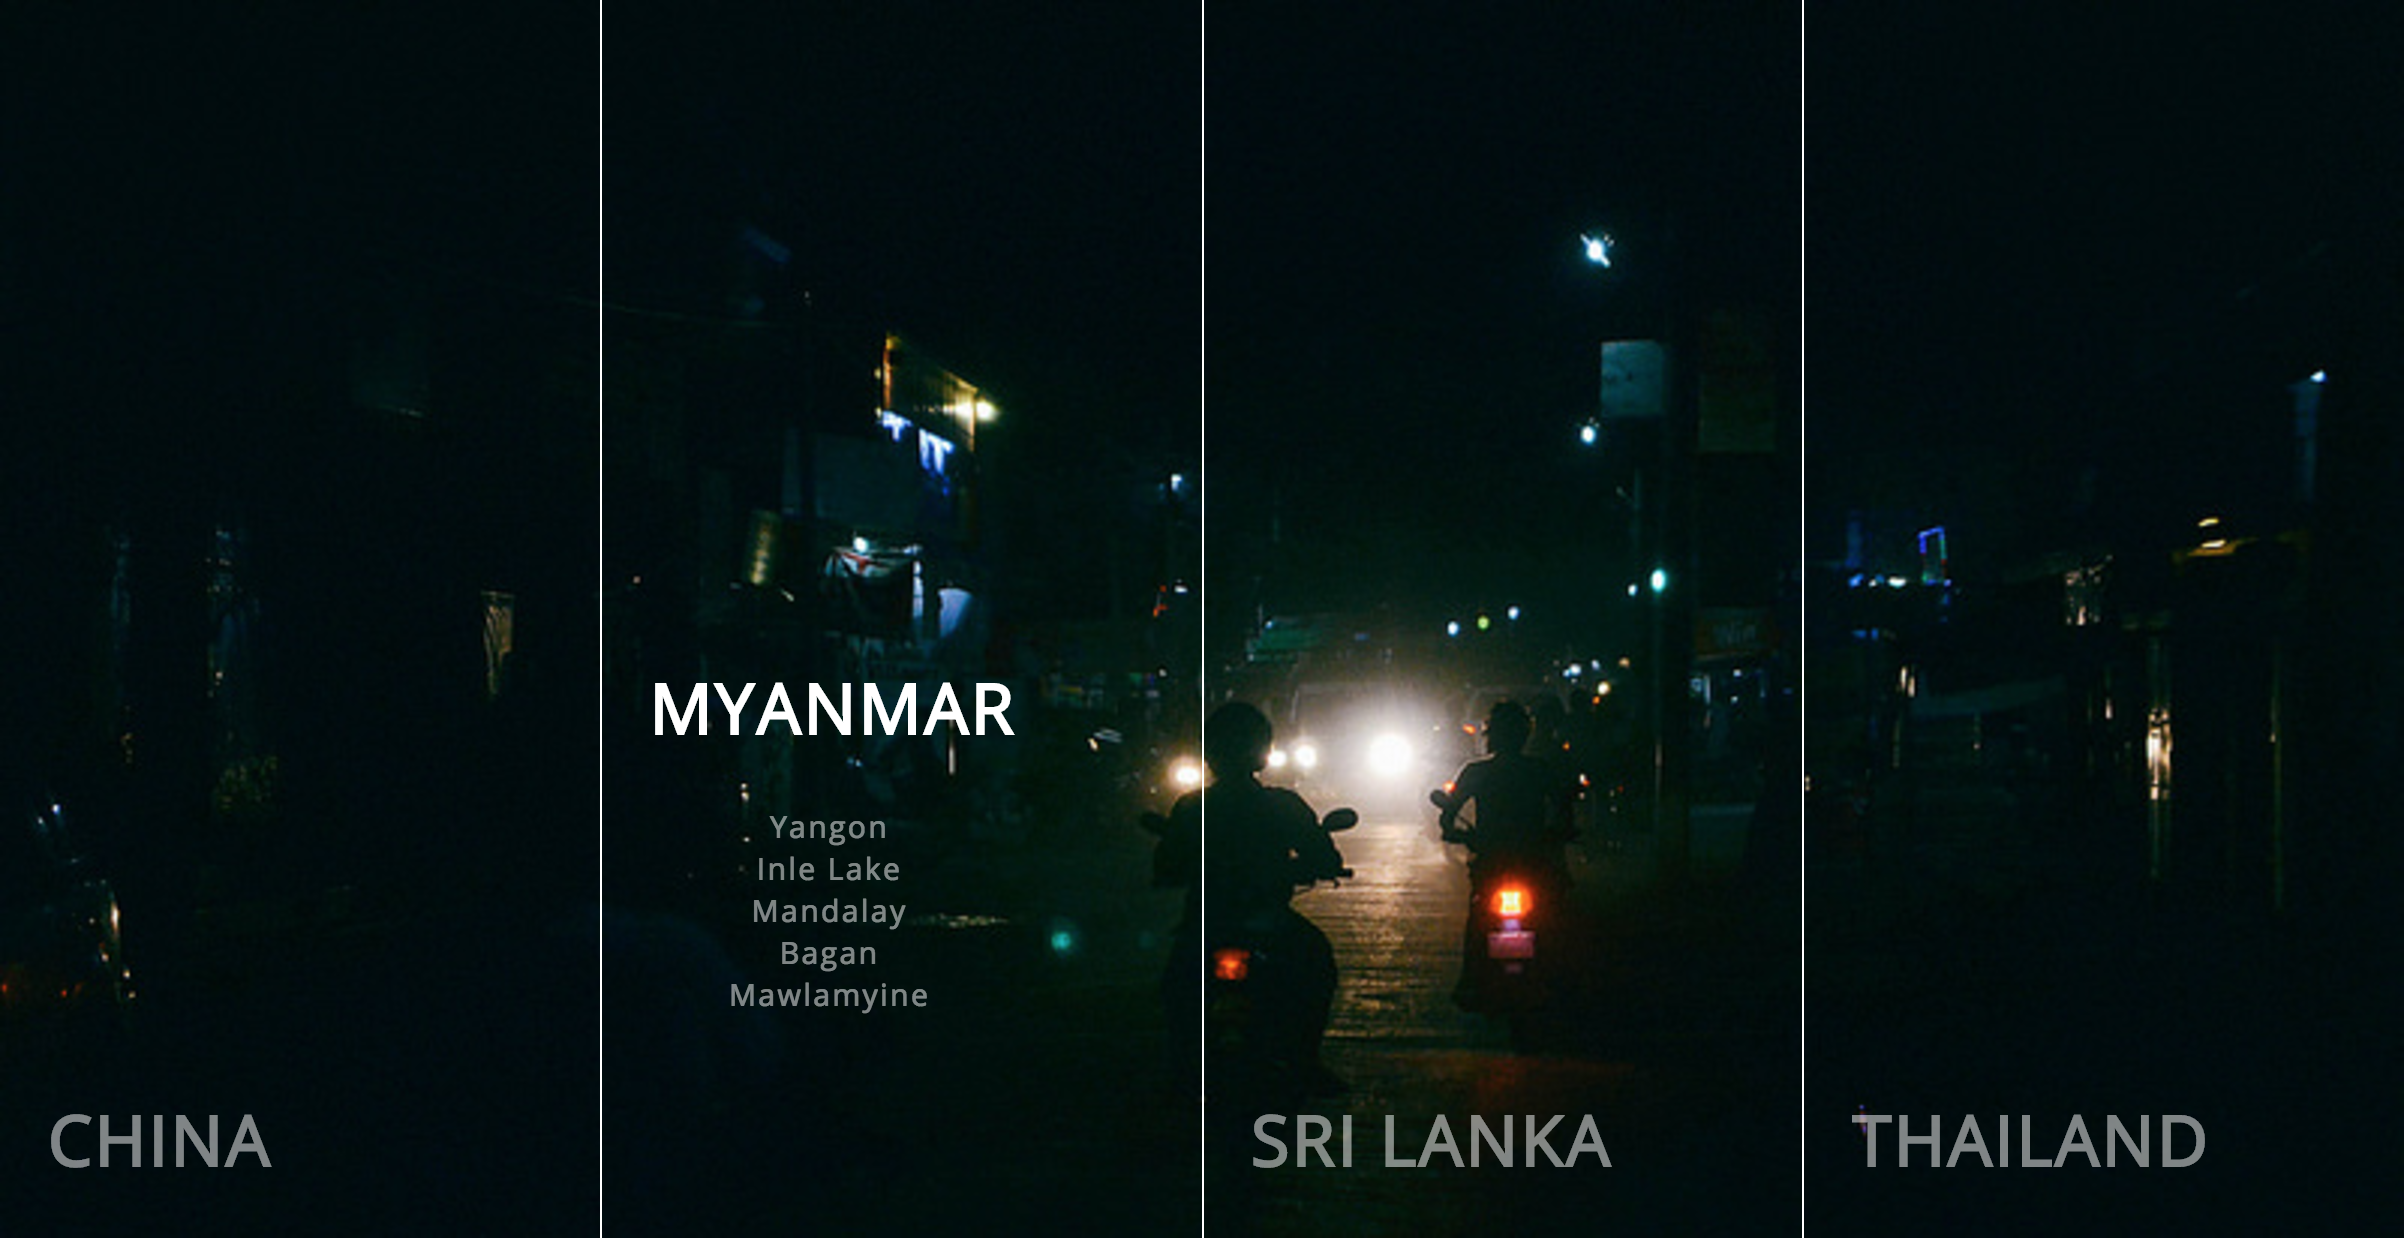 CHINA
MYANMAR
Yangon
Inle Lake
Mandalay
Bagan
Mawlamyine
SRI LANKA
THAILAND